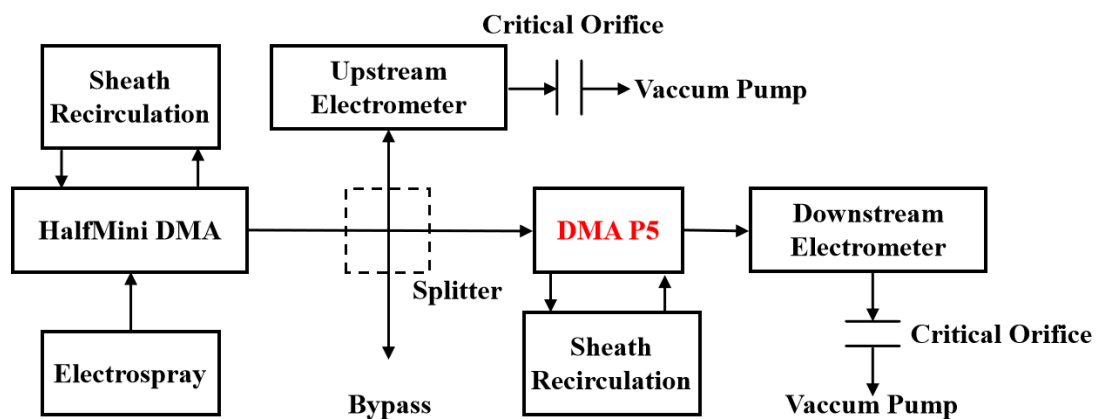 Critical Orifice
Sheath
Recirculation
Upstream
Electrometer
Vaccum Pump
HalfMini DMA
DMA P5
Downstream
Electrometer
Splitter
Electrospray
Bypass
Sheath
Recirculation
Critical Orifice
Vaccum Pump